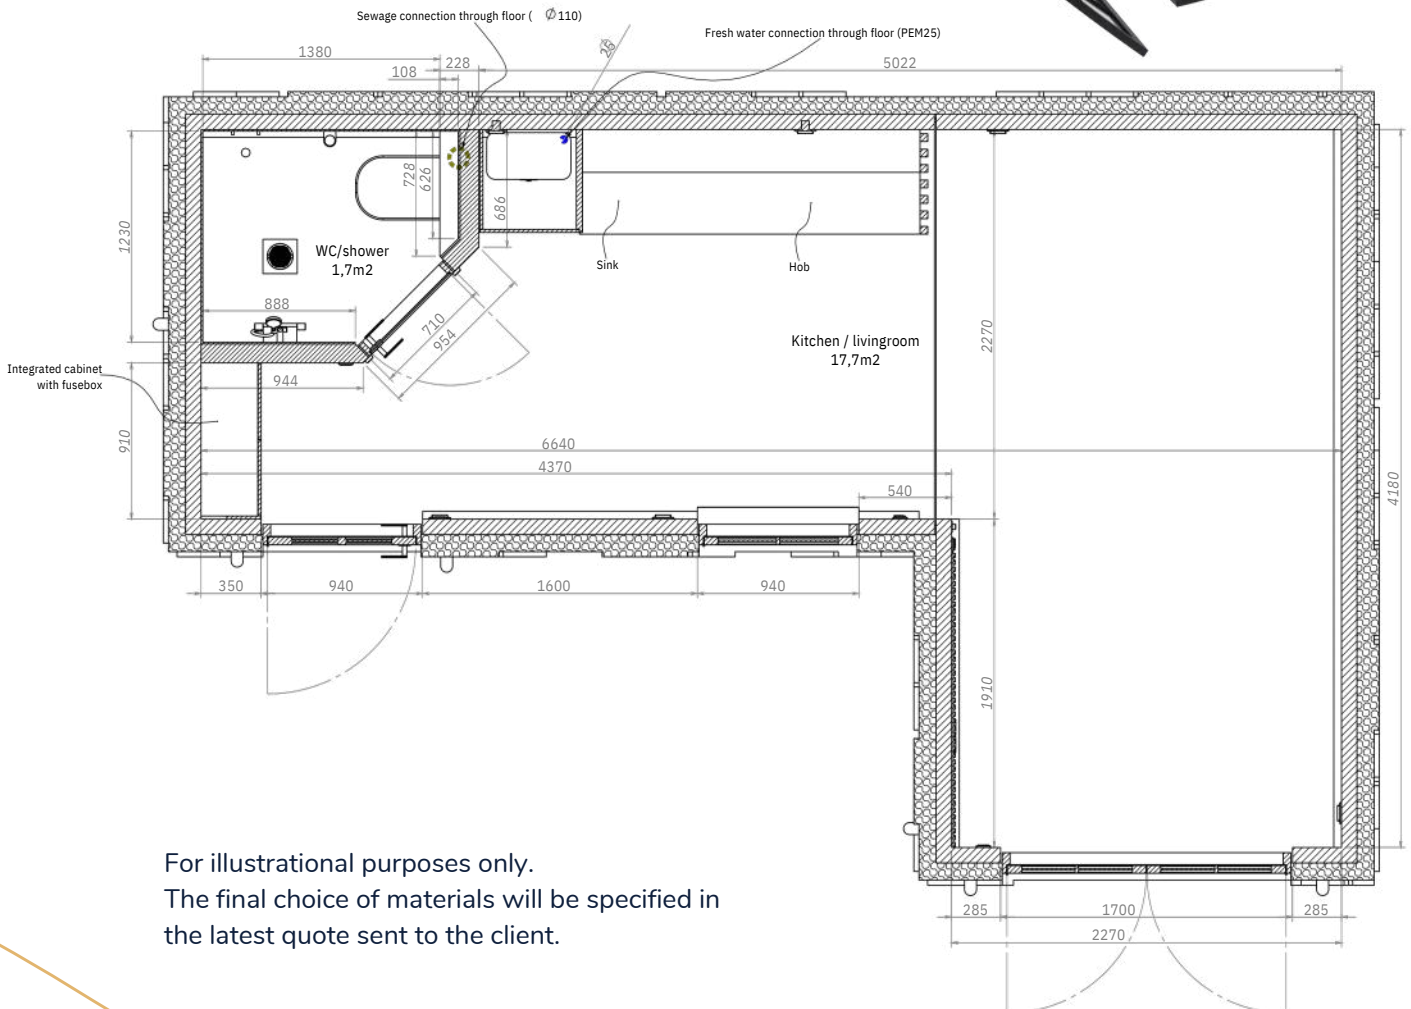 Sewage connection through floor ( Ø110)
Fresh water connection through floor (PEM25)
26
1380
228
5022
108
728
626
686
1230
WC/shower
1,7m2
Sink
Hob
888
710
954
2270
Kitchen / livingroom
17,7m2
Integrated cabinet
with fusebox
944
910
6640
4370
540
4180
350
940
1600
940
1910
For illustrational purposes only.
The final choice of materials will be specified in
the latest quote sent to the client.
285
1700
285
2270